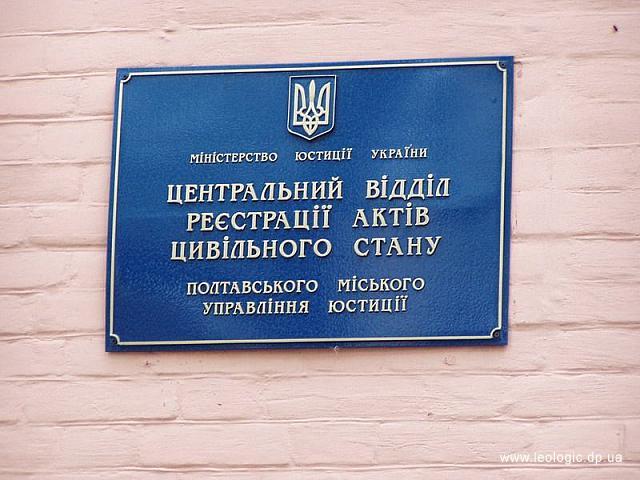 МІНІСТЕРСТВО ЮСТИЦІЇ УКРАЇНИ
ЦЕНТРАЛЬНИЙ ВІДДІЛ
РЕЄСТРАЦІЇ АКТІВ
ЦИВІЛЬНОГО СТАНУ
ПОЛТАВСЬКОГО МІСЬКОГО
УПРАВЛІННЯ ЮСТИЦІЇ
www.leologic.dp.ua